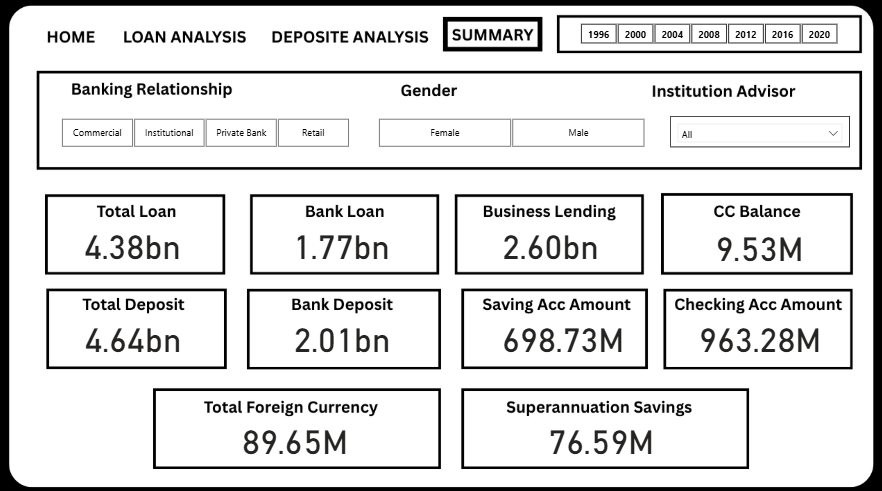 HOME LOAN ANALYSIS DEPOSITE ANALYSIS SUMMARY 1996 2000 2004 2008 2012 2016 2020
Banking Relationship Gender Institution Advisor
Commercial Institutional Private Bank Retail Female Male All
Total Loan Bank Loan Business Lending CC Balance
4.38bn 1.77bn 2.60bn 9.53M
Total Deposit Bank Deposit Saving Acc Amount Checking Acc Amount
4.64bn 2.01bn 698.73M 963.28M
Total Foreign Currency Superannuation Savings
89.65M 76.59M